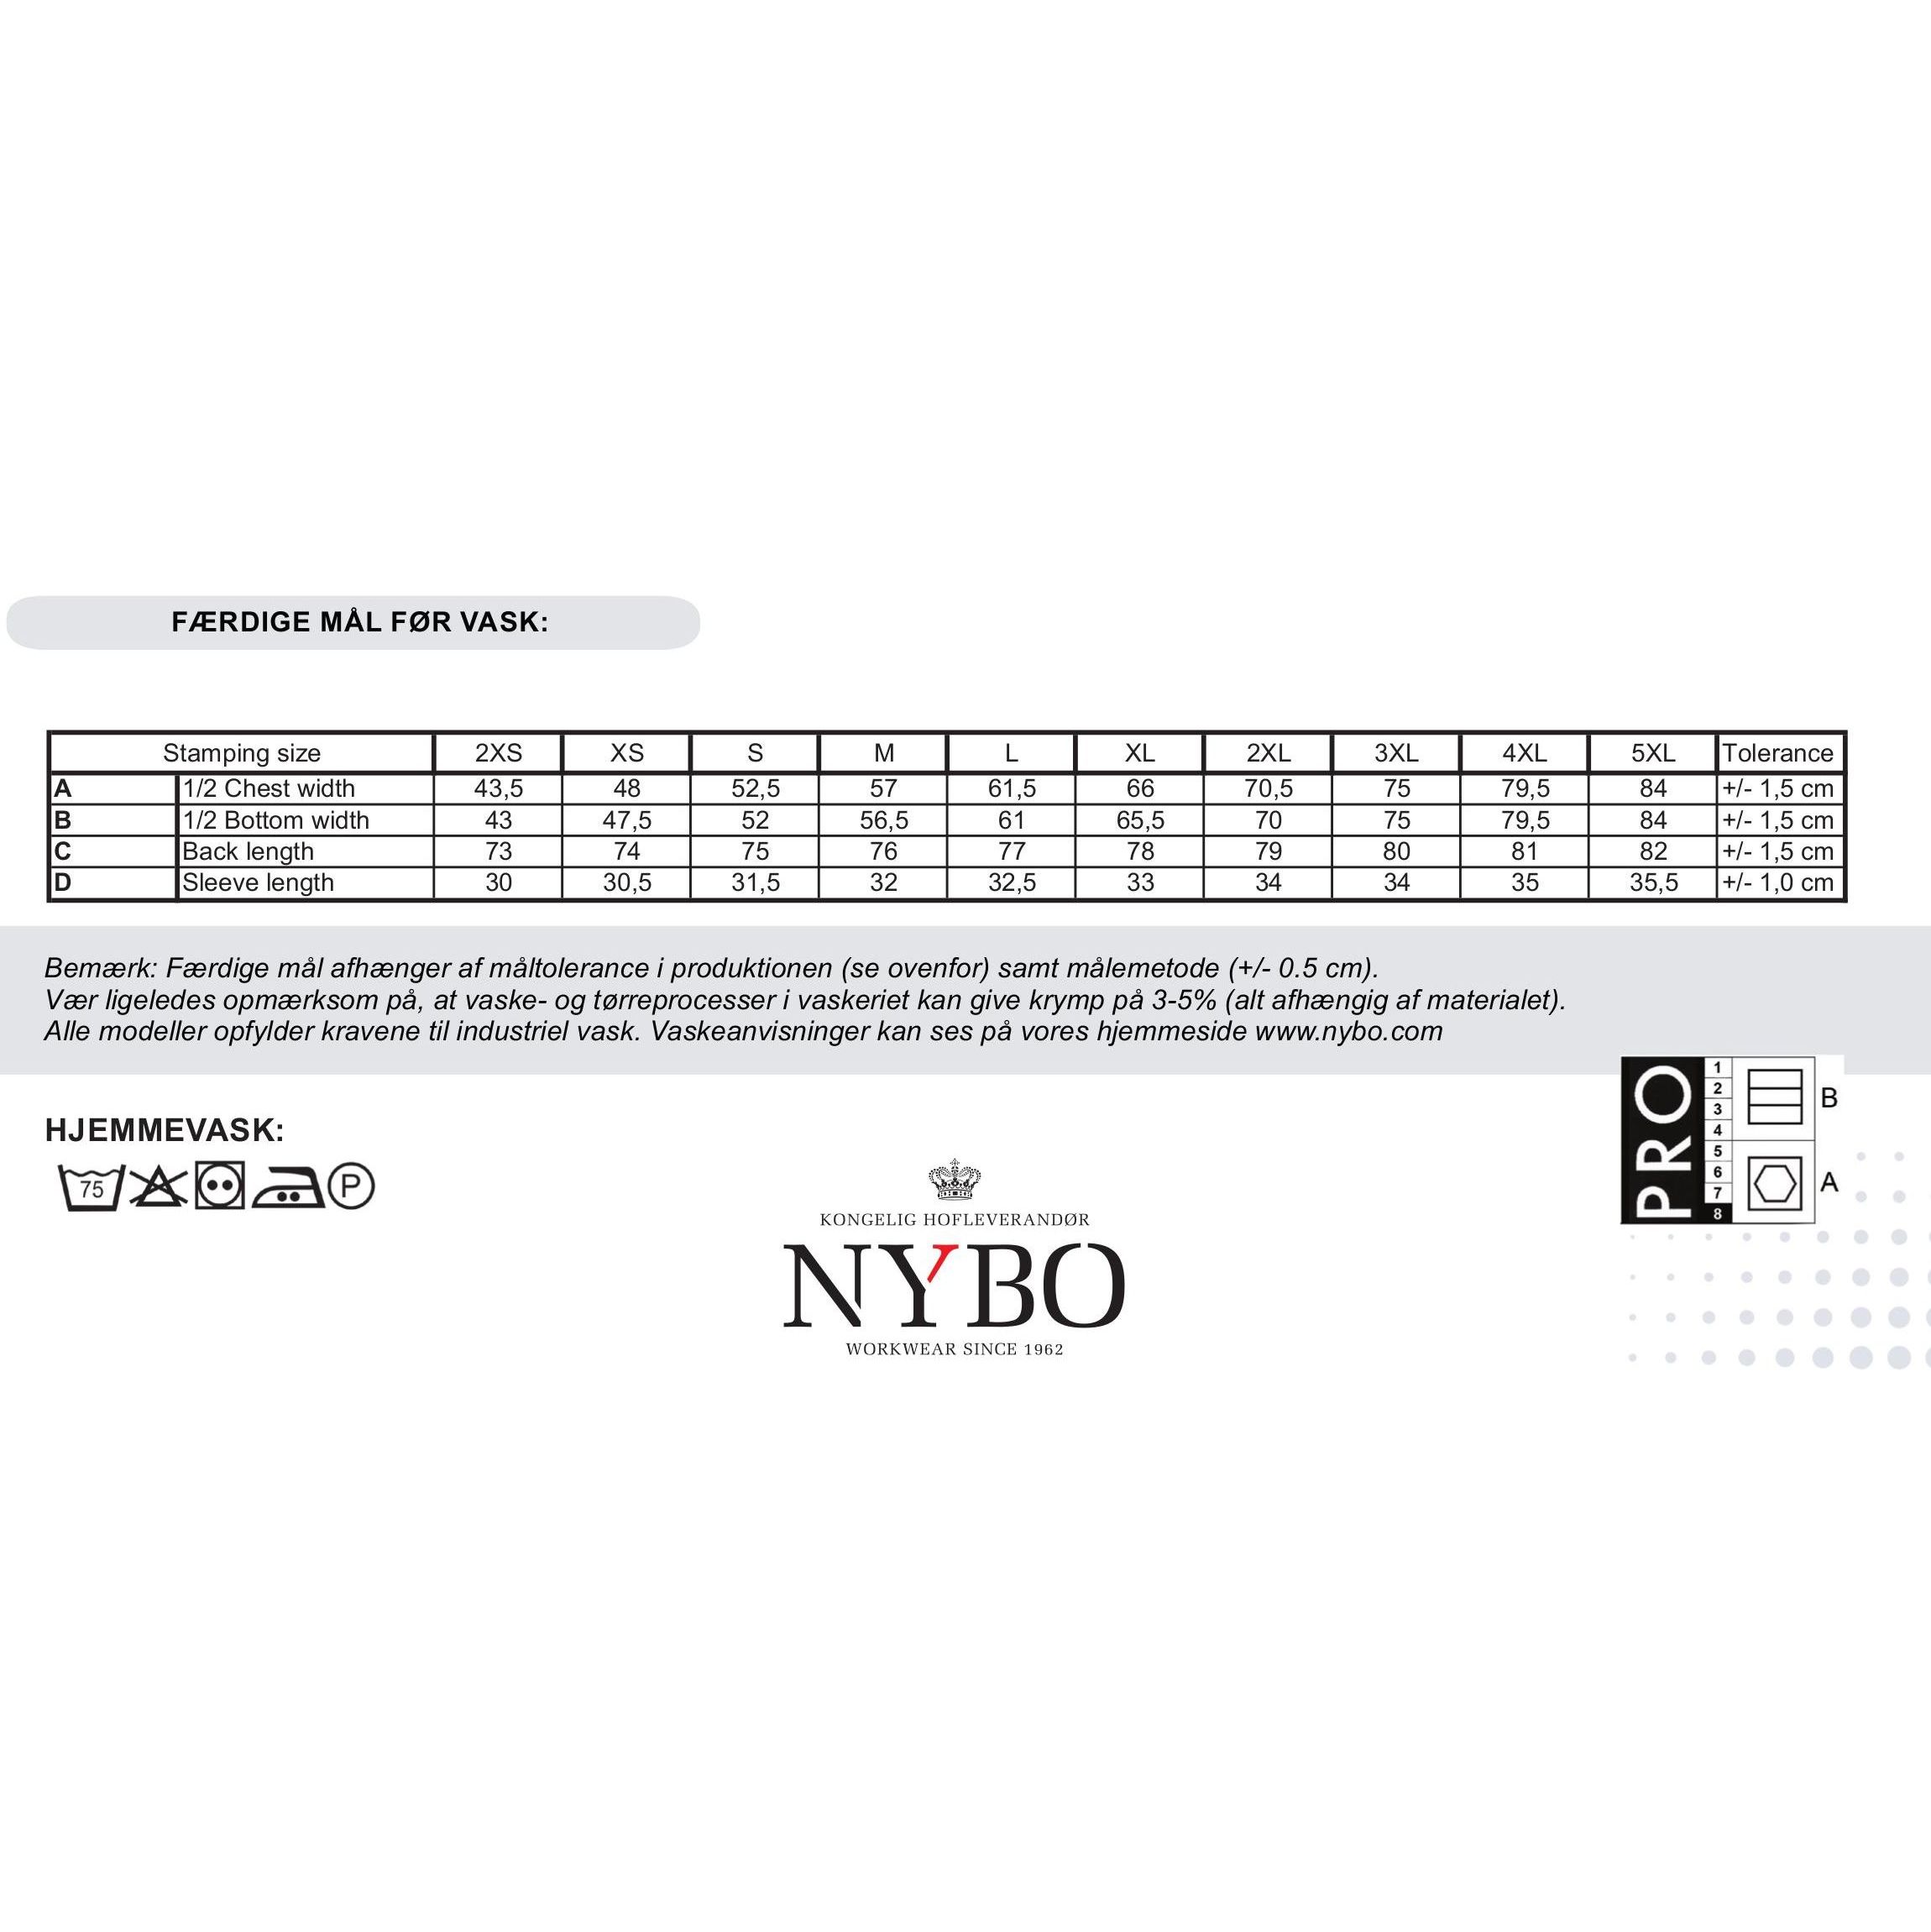 FÆRDIGE MÅL FØR VASK:
Stamping size 2XS XS S M L XL 2XL 3XL 4XL 5XL Tolerance
A 1/2 Chest width 43,5 48 52,5 57 61,5 66 70,5 75 79,5 84 +/- 1,5 cm
B 1/2 Bottom width 43 47,5 52 56,5 61 65,5 70 75 79,5 84 +/- 1,5 cm
C Back length 73 74 75 76 77 78 79 80 81 82 +/- 1,5 cm
D Sleeve length 30 30,5 31,5 32 32,5 33 34 34 35 35,5 +/- 1,0 cm
Bemærk: Færdige mål afhænger af måltolerance i produktionen (se ovenfor) samt målemetode (+/- 0.5 cm).
Vær ligeledes opmærksom på, at vaske- og tørreprocesser i vaskeriet kan give krymp på 3-5% (alt afhængig af materialet).
Alle modeller opfylder kravene til industriel vask. Vaskeanvisninger kan ses på vores hjemmeside www.nybo.com
HJEMMEVASK:
75 P
KONGELIG HOFLEVERANDØR
NYBO
WORKWEAR SINCE 1962
PRO
1
2
3
4
5
6
7
8
B
A